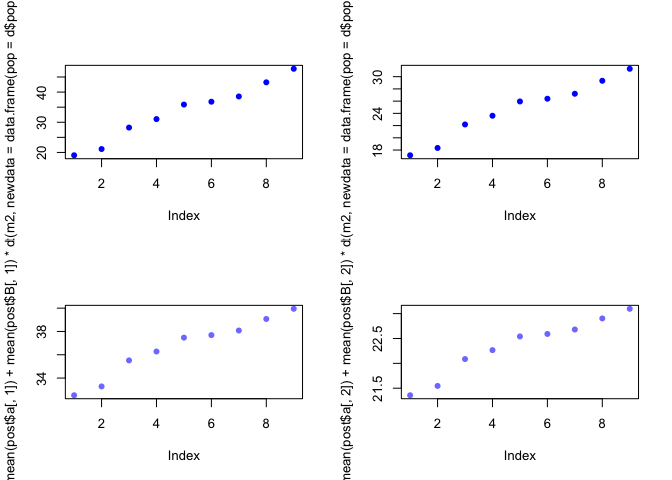 mean(post$a[, 1]) + mean(post$B[, 1]) * d((m2, newdata = data.frame(pop = d$pop
40
30
20
2 4 6 8
Index
mean(post$a[, 2]) + mean(post$B[, 2]) * d((m2, newdata = data.frame(pop = d$pop
30
24
18
2 4 6 8
Index
38
34
2 4 6 8
Index
22.5
21.5
2 4 6 8
Index